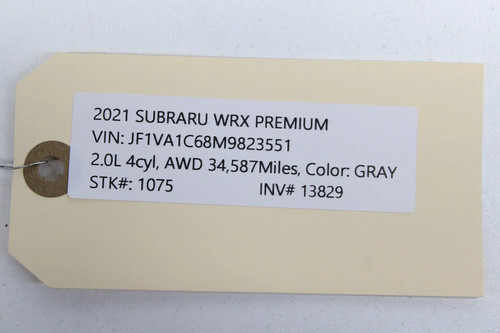 2021 SUBRARU WRX PREMIUM
VIN: JF1VA1C68M9823551
2.0L 4cyl, AWD 34,587Miles, Color: GRAY
STK#: 1075 INV# 13829